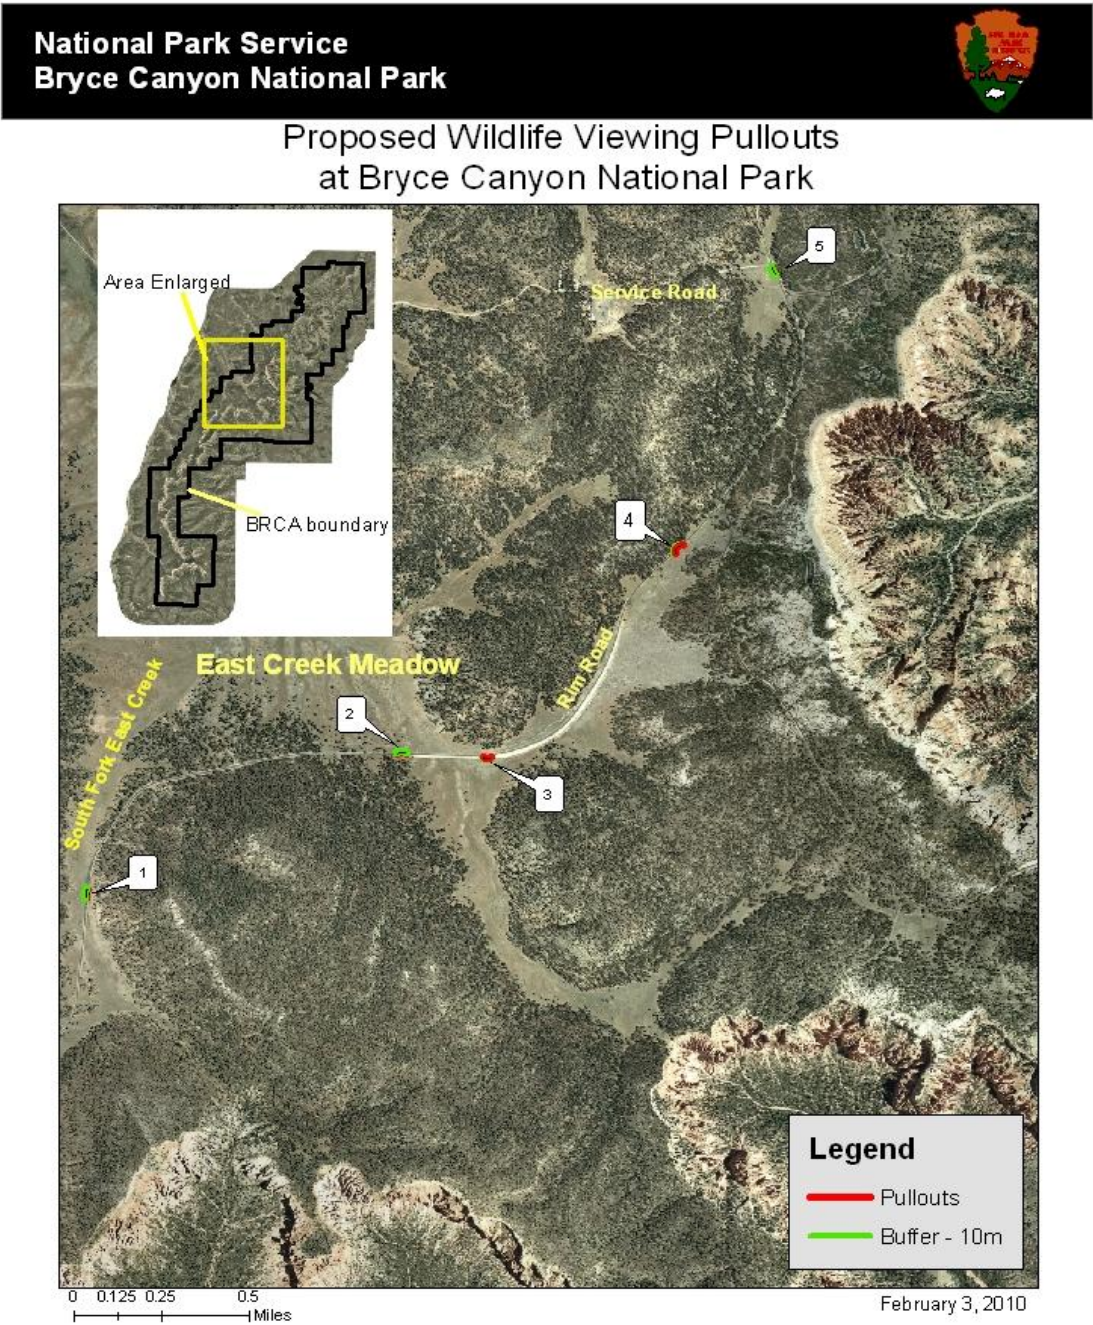 National Park Service
Bryce Canyon National Park
Proposed Wildlife Viewing Pullouts
at Bryce Canyon National Park
Area Enlarged
BRCA boundary
5
Service Road
4
Rim Road
East Creek Meadow
South Fork East Creek
2
3
1
Legend
Pullouts
Buffer - 10m
0 0.125 0.25 0.5
Miles
February 3, 2010